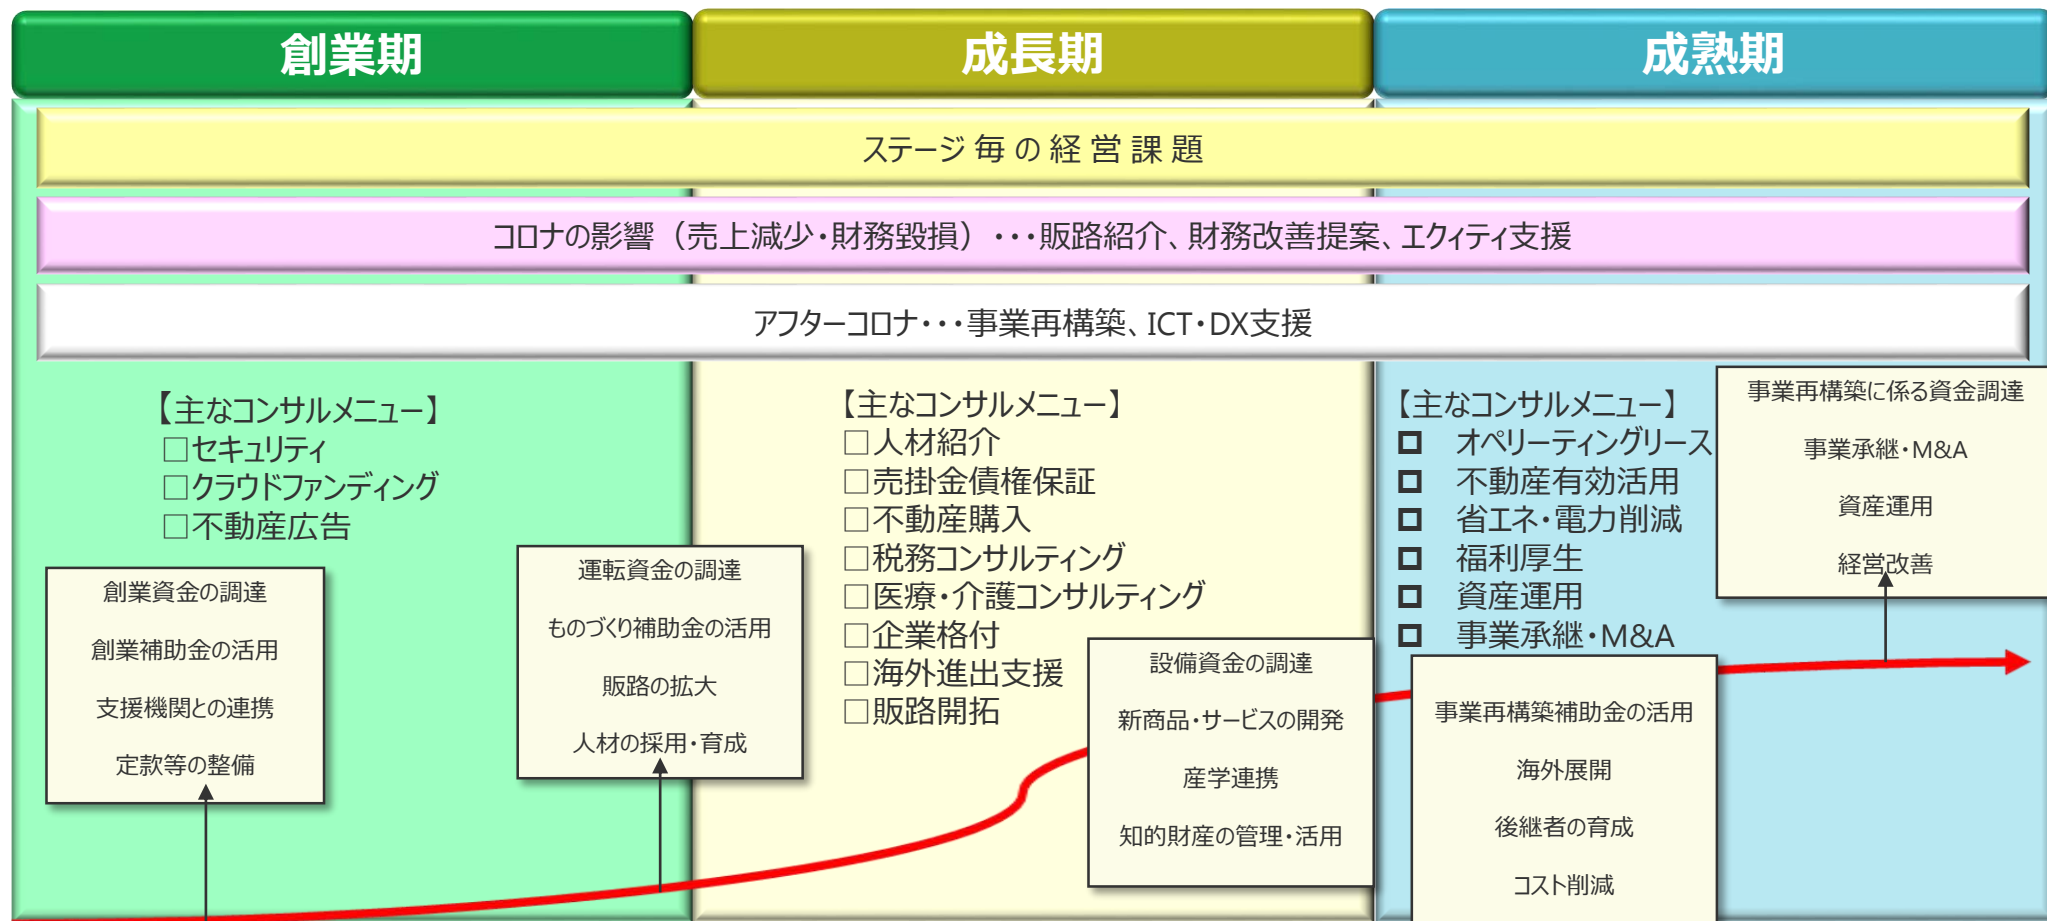 創業期
成長期
成熟期
ステージ 毎 の 経 営 課 題
コロナの影響（売上減少・財務毀損）・・・販路紹介、財務改善提案、エクィティ支援
アフターコロナ・・・事業再構築、ICT・DX支援
【主なコンサルメニュー】
□セキュリティ
□クラウドファンディング
□不動産広告
創業資金の調達
創業補助金の活用
支援機関との連携
定款等の整備
運転資金の調達
ものづくり補助金の活用
販路の拡大
人材の採用・育成
【主なコンサルメニュー】
□人材紹介
□売掛金債権保証
□不動産購入
□税務コンサルティング
□医療・介護コンサルティング
□企業格付
□海外進出支援
□販路開拓
設備資金の調達
新商品・サービスの開発
産学連携
知的財産の管理・活用
【主なコンサルメニュー】
□ オペリーティングリース
□ 不動産有効活用
□ 省エネ・電力削減
□ 福利厚生
□ 資産運用
□ 事業承継・M&A
事業再構築補助金の活用
海外展開
後継者の育成
コスト削減
事業再構築に係る資金調達
事業承継・M&A
資産運用
経営改善